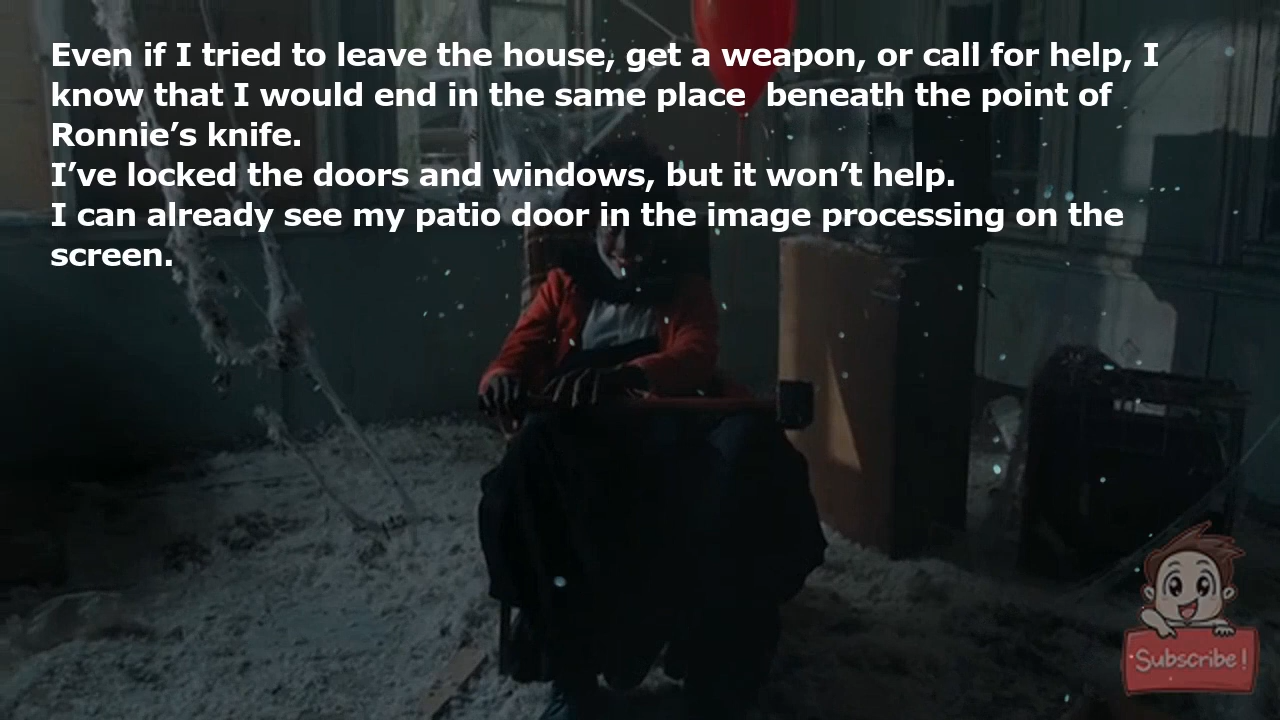 Even if I tried to leave the house, get a weapon, or call for help, I
know that I would end in the same place  beneath the point of
Ronnie’s knife.
I’ve locked the doors and windows, but it won’t help.
I can already see my patio door in the image processing on the
screen.
Subscribe!